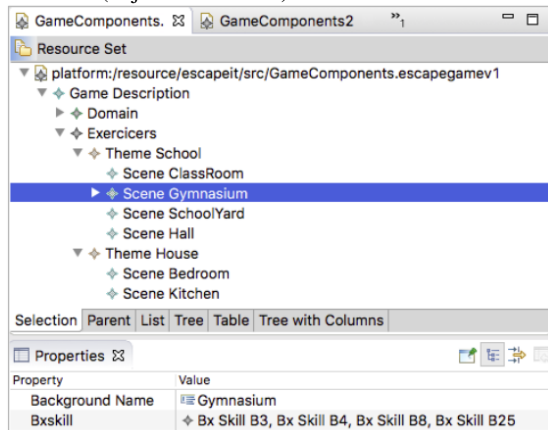 GameComponents. GameComponents2 »1
Resource Set
platform:/resource/escapeit/src/GameComponents.escapegamev1
Game Description
Domain
Exercicers
Theme School
Scene ClassRoom
Scene Gymnasium
Scene SchoolYard
Scene Hall
Theme House
Scene Bedroom
Scene Kitchen
Selection Parent List Tree Table Tree with Columns
Properties
Property Value
Background Name Gymnasium
Bxskill Bx Skill B3, Bx Skill B4, Bx Skill B8, Bx Skill B25